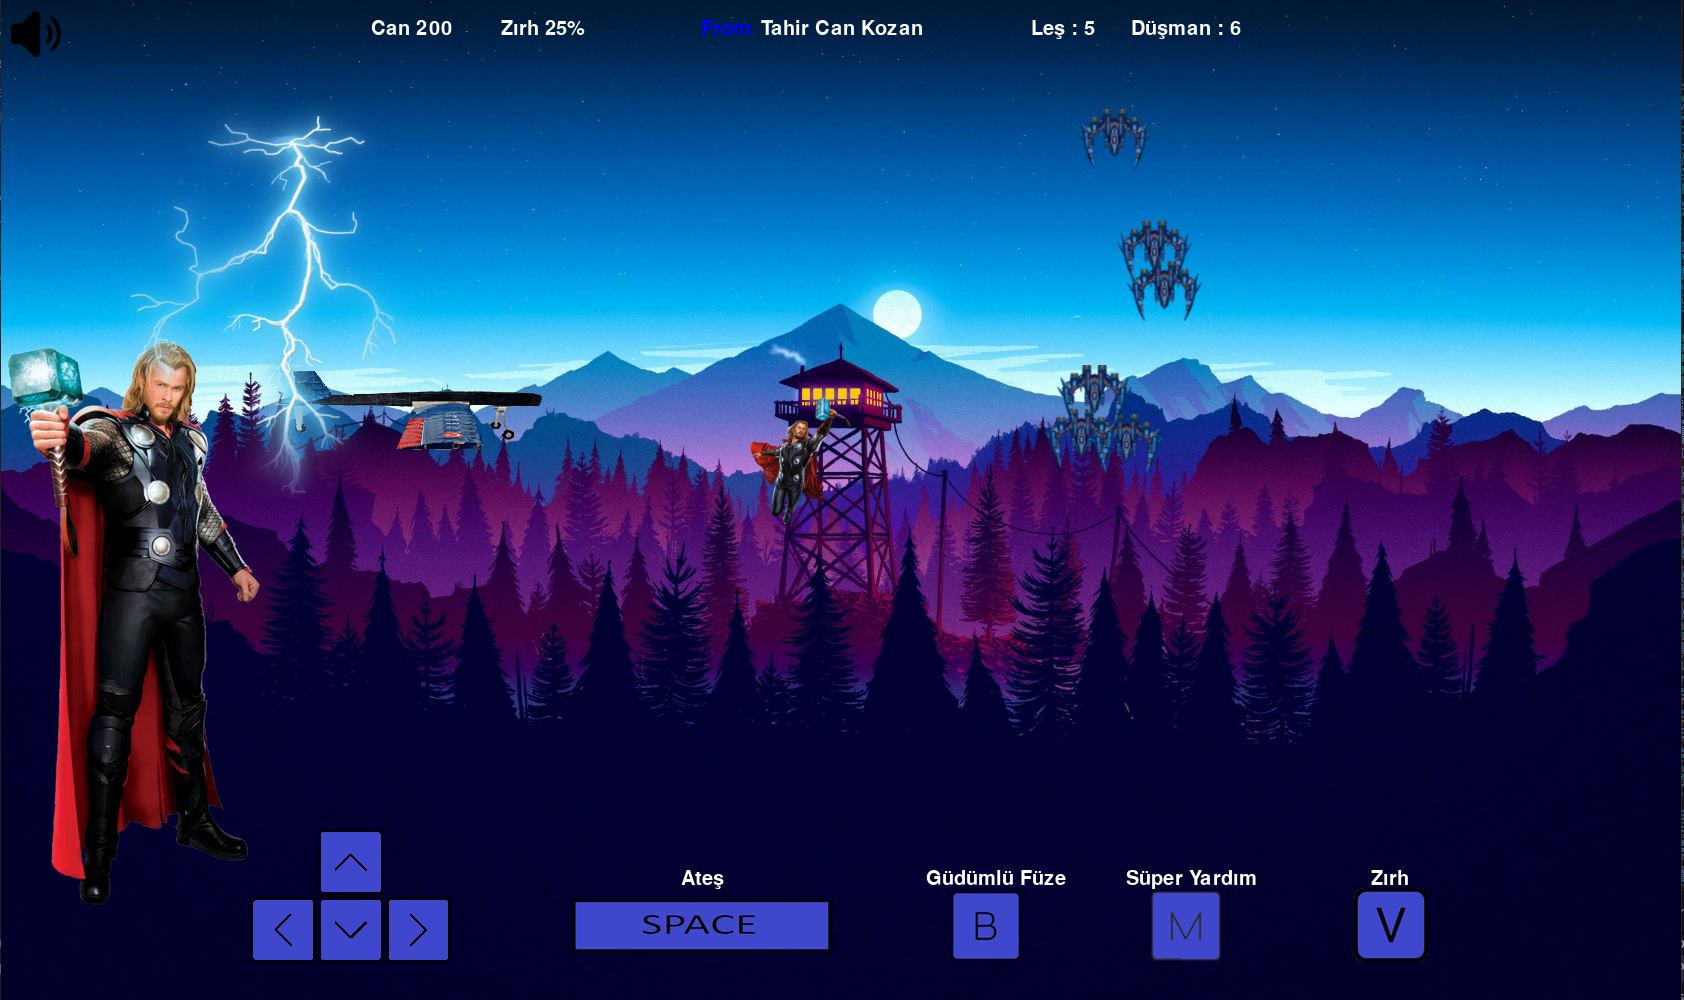 Can 200 Zırh 25% From Tahir Can Kozan Leş : 5 Düşman : 6
Ateş Güdümlü Füze Süper Yardım Zırh
SPACE B M V